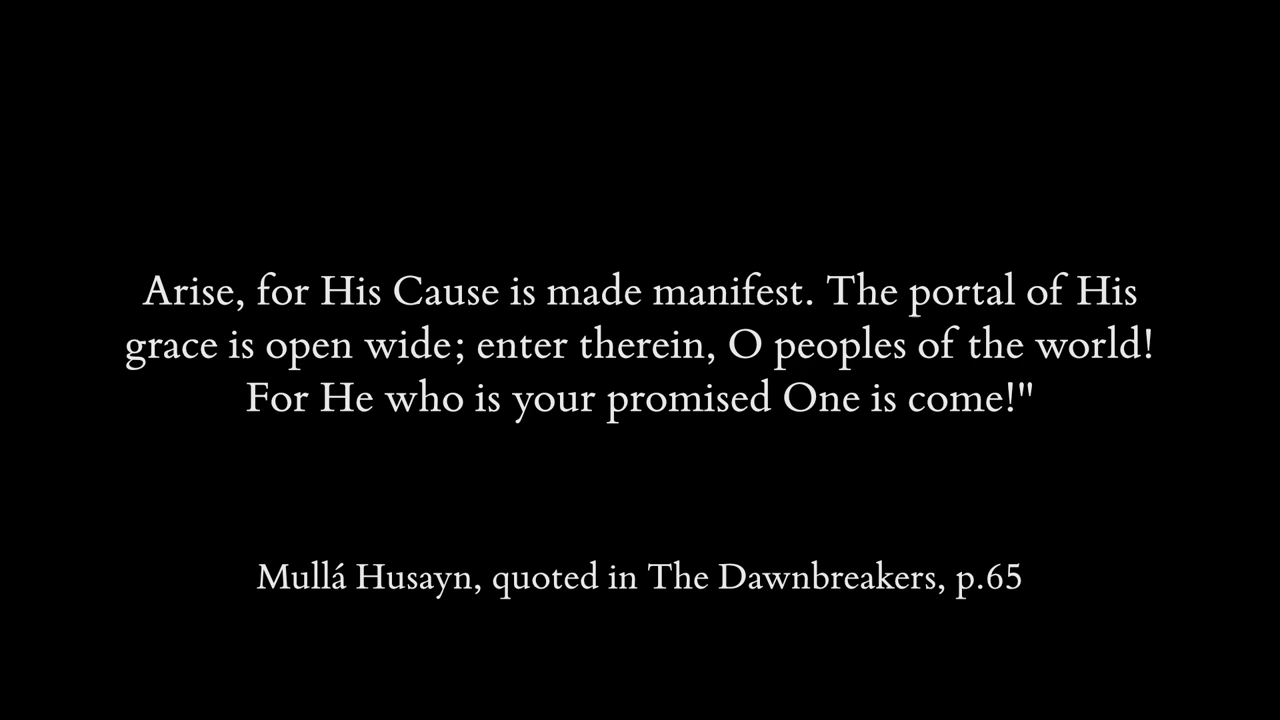 Arise, for His Cause is made manifest. The portal of His
grace is open wide; enter therein, O peoples of the world!
For He who is your promised One is come!"
Mullá Husayn, quoted in The Dawnbreakers, p.65